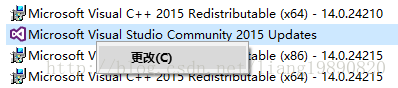 Microsoft Visual C++ 2015 Redistributable (x64) - 14.0.24210
Microsoft Visual Studio Community 2015 Updates
更改(C)
Microsoft Visual C++ 2015 Redistributable (x86) - 14.0.24215
Microsoft Visual C++ 2015 Redistributable (x64) - 14.0.24215